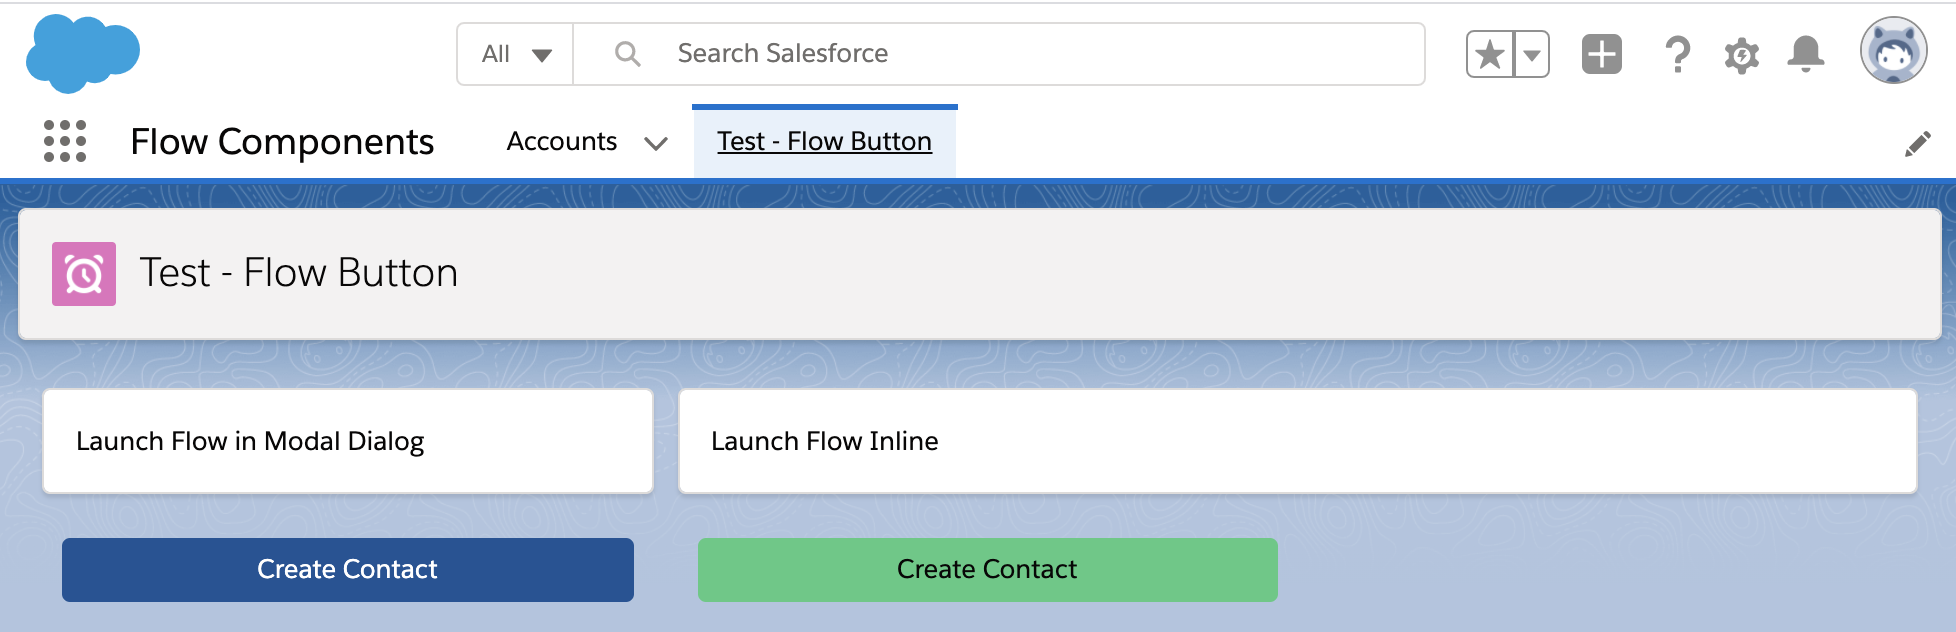 All
Search Salesforce
Flow Components
Accounts
Test - Flow Button
Test - Flow Button
Launch Flow in Modal Dialog
Launch Flow Inline
Create Contact
Create Contact